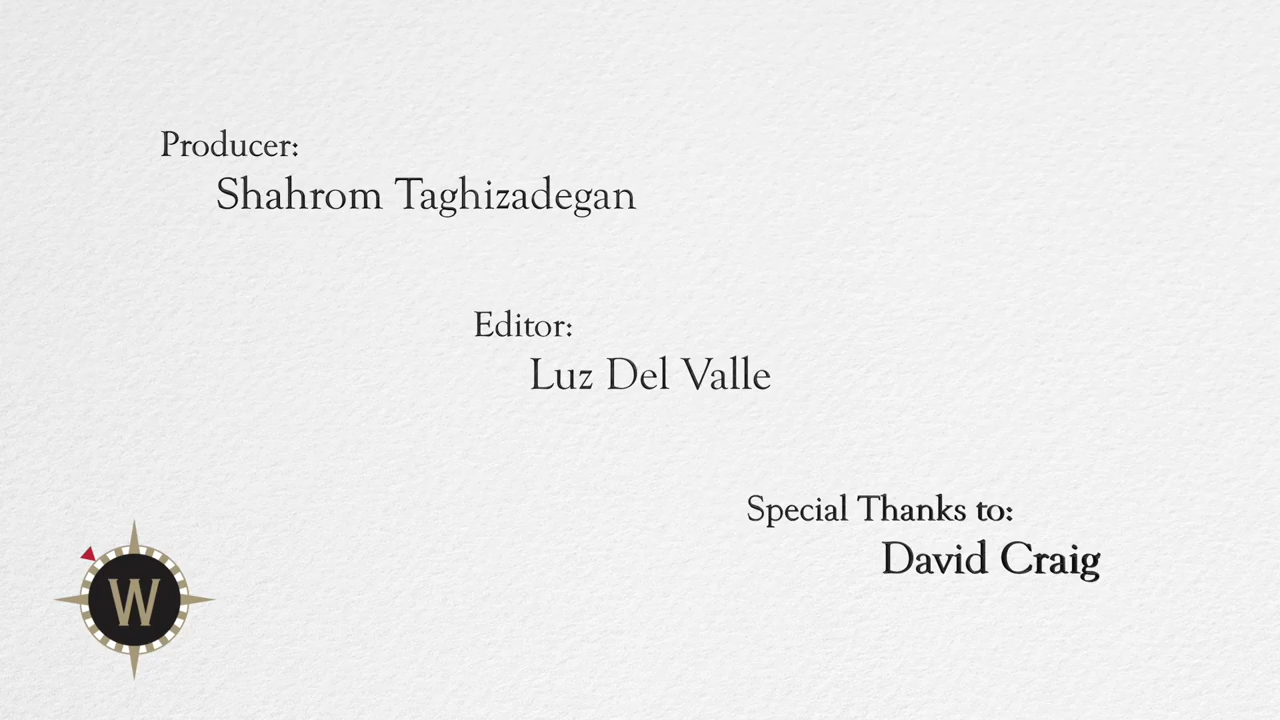 Producer:
Shahrom Taghizadegan
Editor:
Luz Del Valle
Special Thanks to:
David Craig
W